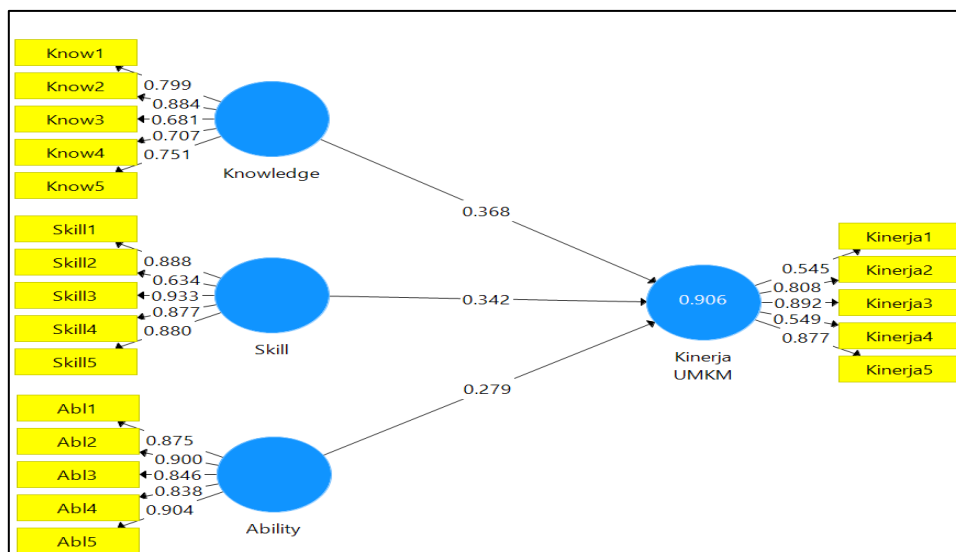 Know1
Know2
Know3
Know4
Know5
0.799
0.884
0.681
0.707
0.751
Knowledge
0.368
Skill1
Skill2
Skill3
Skill4
Skill5
0.888
0.634
0.933
0.877
0.880
Skill
0.342
Abl1
Abl2
Abl3
Abl4
Abl5
0.875
0.900
0.846
0.838
0.904
Ability
0.279
0.906
Kinerja
UMKM
0.545
0.808
0.892
0.549
0.877
Kinerja1
Kinerja2
Kinerja3
Kinerja4
Kinerja5